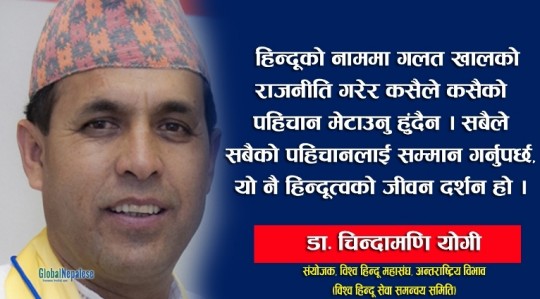 हिन्दूको नाममा गलत खालको
राजनीति गरेर कसैले कसैको
पहिचान मेटाउनु हुंदैन । सबैले
सबैको पहिचानलाई सम्मान गर्नुपर्छ,
यो नै हिन्दूत्वको जीवन दर्शन हो ।
डा. चिन्दामणि योगी
संयोजक, विश्व हिन्दू महासंघ, अन्तराष्ट्रिय विभाव
(विश्व हिन्दू सेवा समन्वय समिति)
GlobalNepalese